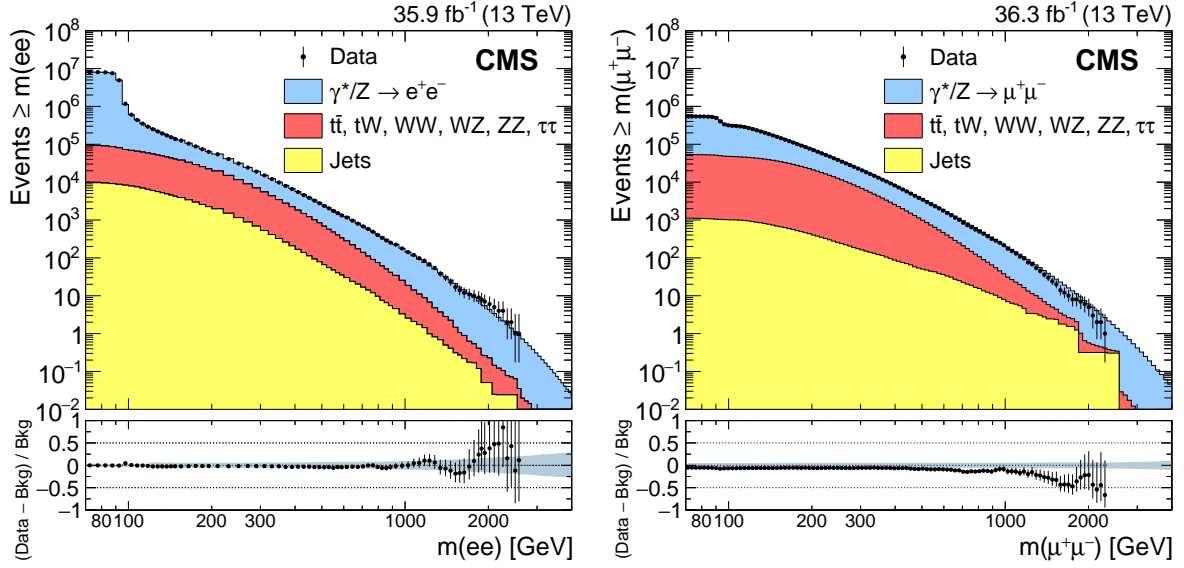 35.9 fb⁻¹ (13 TeV)
CMS
Data
γ*/Z → e⁺e⁻
tt̄, tW, WW, WZ, ZZ, ττ
Jets
Events ≥ m(ee)
10⁸
10⁷
10⁶
10⁵
10⁴
10³
10²
10
1
10⁻¹
10⁻²
(Data − Bkg) / Bkg
1
0.5
0
−0.5
−1
80 100 200 300 1000 2000
m(ee) [GeV]
36.3 fb⁻¹ (13 TeV)
CMS
Data
γ*/Z → μ⁺μ⁻
tt̄, tW, WW, WZ, ZZ, ττ
Jets
Events ≥ m(μ⁺μ⁻)
10⁸
10⁷
10⁶
10⁵
10⁴
10³
10²
10
1
10⁻¹
10⁻²
(Data − Bkg) / Bkg
1
0.5
0
−0.5
−1
80 100 200 300 1000 2000
m(μ⁺μ⁻) [GeV]